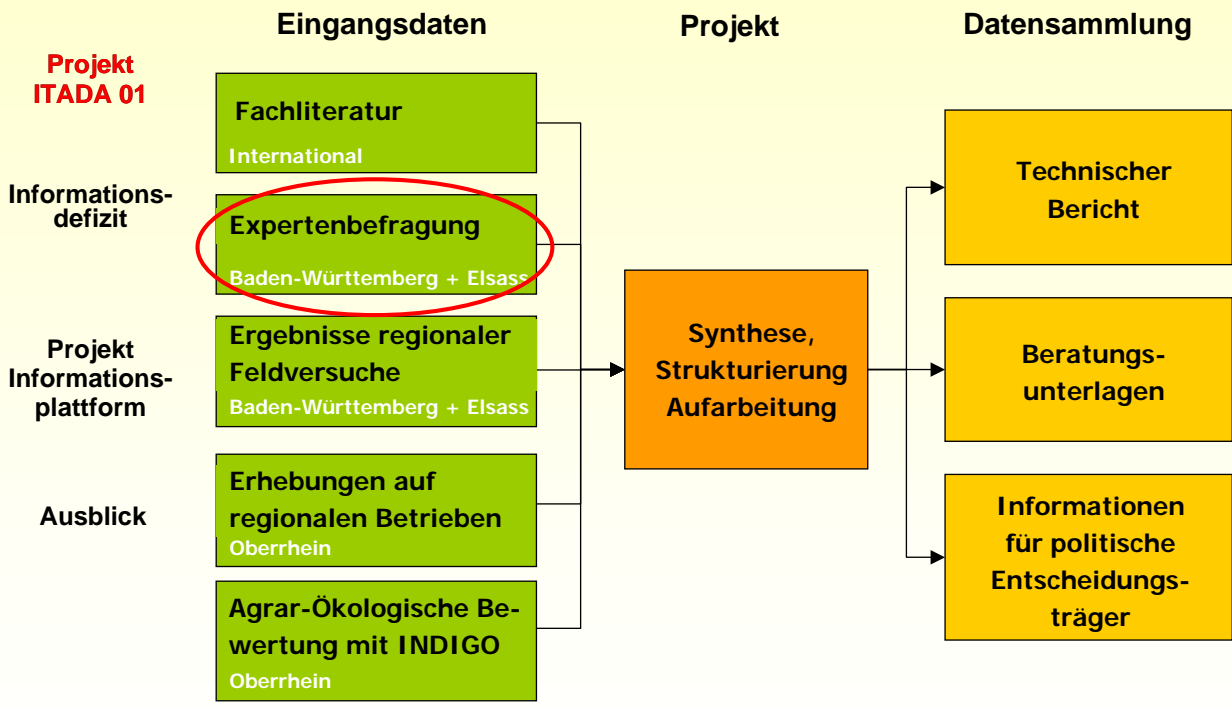 Eingangsdaten
Projekt
Datensammlung
Projekt
ITADA 01
Informations-
defizit
Projekt
Informations-
plattform
Ausblick
Fachliteratur
International
Expertenbefragung
Baden-Württemberg + Elsass
Ergebnisse regionaler
Feldversuche
Baden-Württemberg + Elsass
Erhebungen auf
regionalen Betrieben
Oberrhein
Agrar-Ökologische Be-
wertung mit INDIGO
Oberrhein
Synthese,
Strukturierung
Aufarbeitung
Technischer
Bericht
Beratungs-
unterlagen
Informationen
für politische
Entscheidungs-
träger